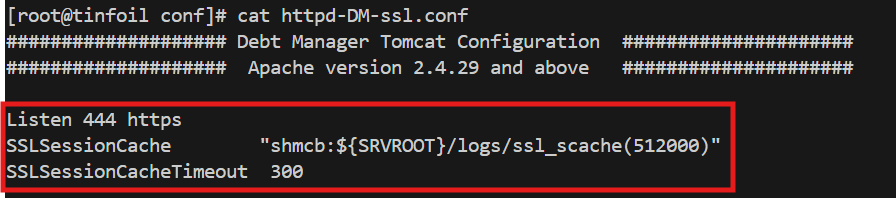 [root@tinfoil conf]# cat httpd-DM-ssl.conf
#################### Debt Manager Tomcat Configuration  #####################
####################  Apache version 2.4.29 and above   #####################
Listen 444 https
SSLSessionCache        "shmcb:${SRVROOT}/logs/ssl_scache(512000)"
SSLSessionCacheTimeout  300